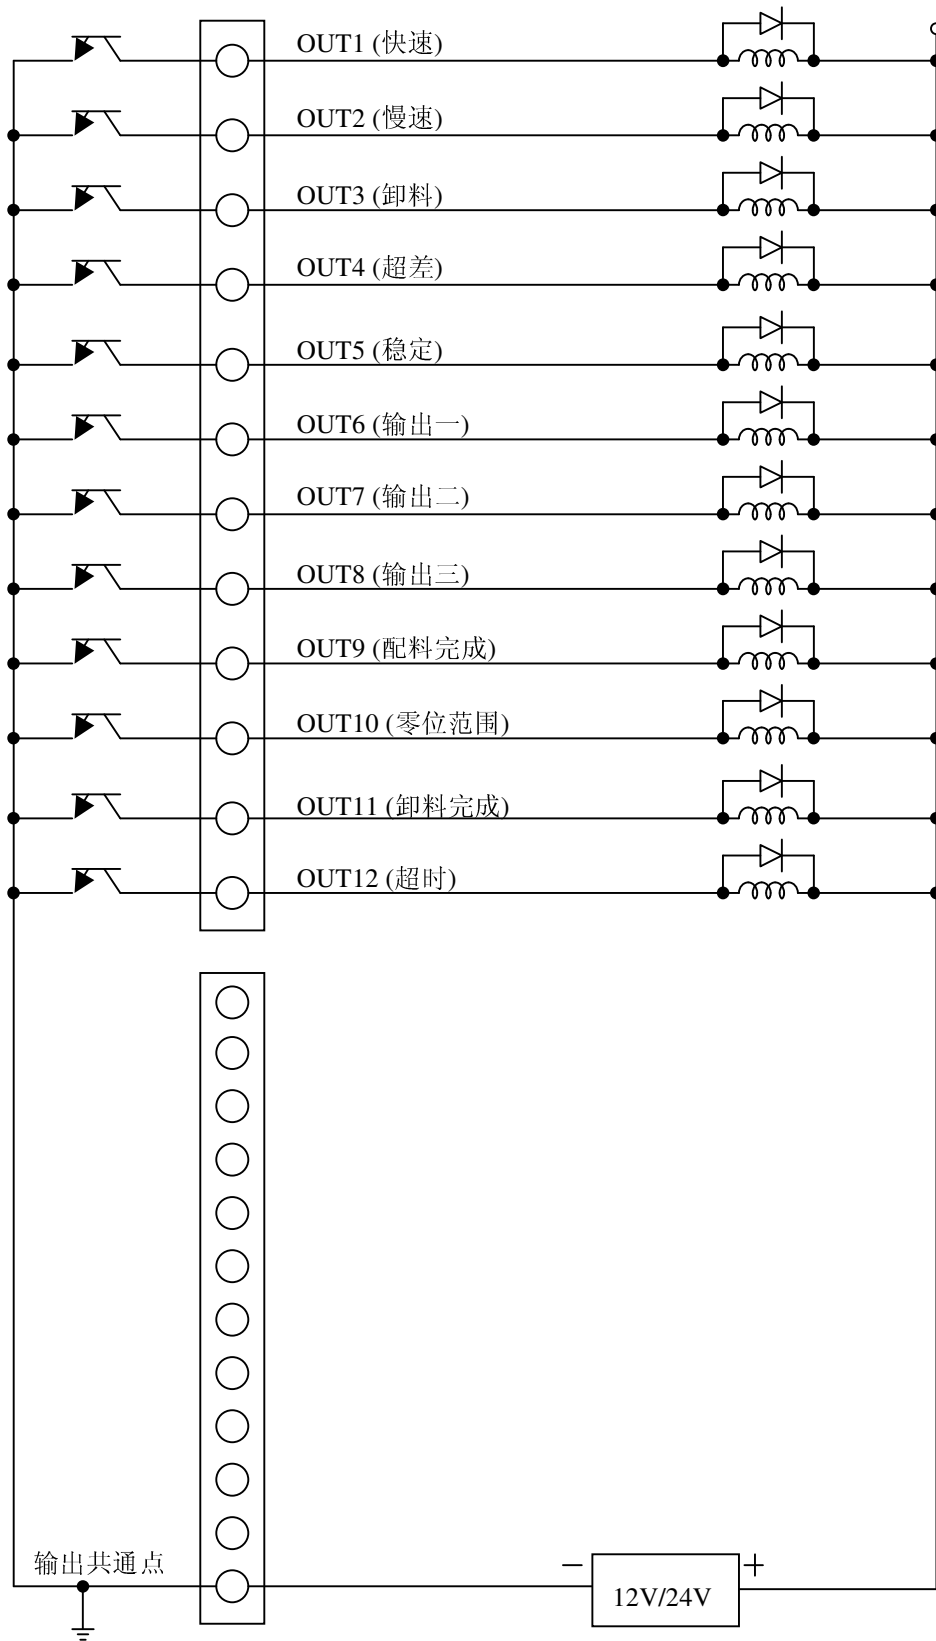 OUT1 (快速)
OUT2 (慢速)
OUT3 (卸料)
OUT4 (超差)
OUT5 (稳定)
OUT6 (输出一)
OUT7 (输出二)
OUT8 (输出三)
OUT9 (配料完成)
OUT10 (零位范围)
OUT11 (卸料完成)
OUT12 (超时)
输出共通点
− +
12V/24V